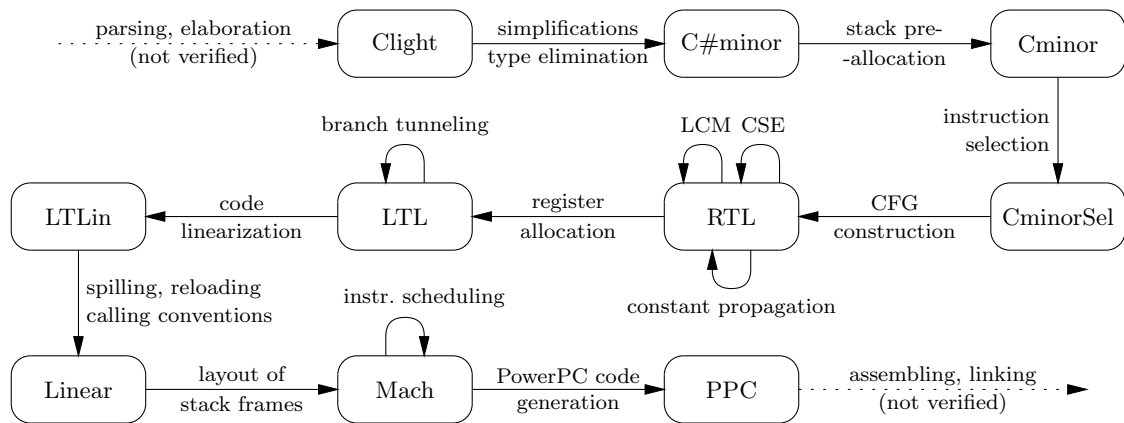 parsing, elaboration
(not verified)
Clight
simplifications
type elimination
C#minor
stack pre-
-allocation
Cminor
instruction
selection
branch tunneling
LCM CSE
LTLin
code
linearization
LTL
register
allocation
RTL
CFG
construction
CminorSel
spilling, reloading
calling conventions
instr. scheduling
constant propagation
Linear
layout of
stack frames
Mach
PowerPC code
generation
PPC
assembling, linking
(not verified)